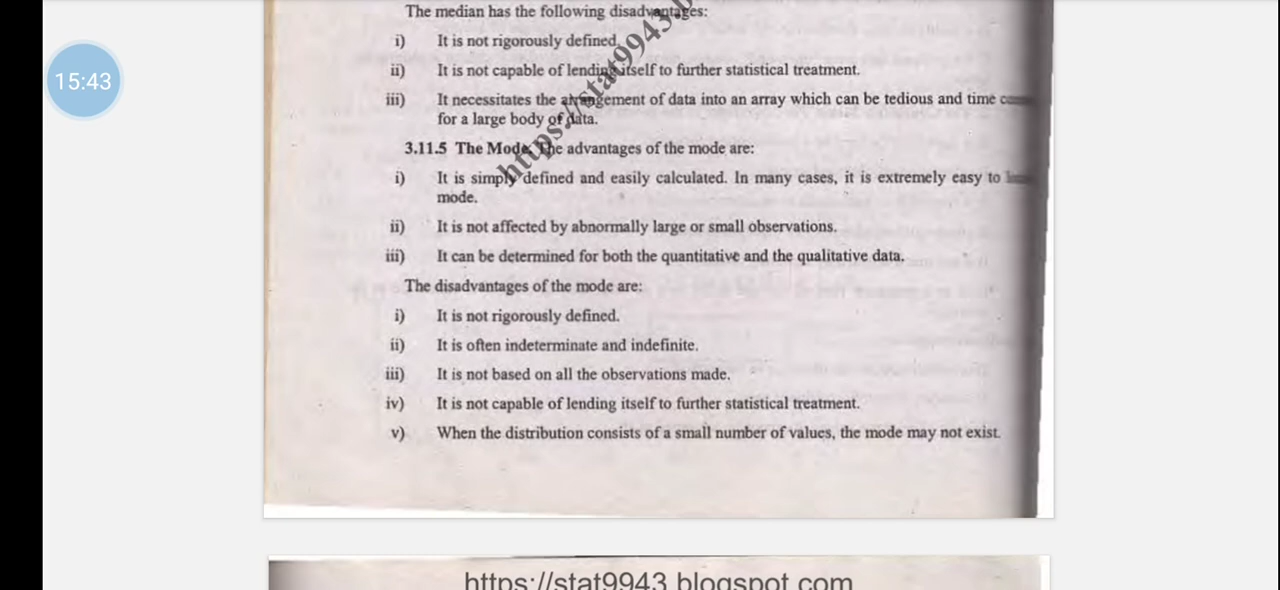 The median has the following disadvantages:
15:43
i) It is not rigorously defined.
ii) It is not capable of lending itself to further statistical treatment.
iii) It necessitates the arrangement of data into an array which can be tedious and time
for a large body of data.
https://stat9943.b
3.11.5 The Mode: The advantages of the mode are:
i) It is simply defined and easily calculated. In many cases, it is extremely easy to
mode.
ii) It is not affected by abnormally large or small observations.
iii) It can be determined for both the quantitative and the qualitative data.
The disadvantages of the mode are:
i) It is not rigorously defined.
ii) It is often indeterminate and indefinite.
iii) It is not based on all the observations made.
iv) It is not capable of lending itself to further statistical treatment.
v) When the distribution consists of a small number of values, the mode may not exist.
https://stat9943.blogspot.com